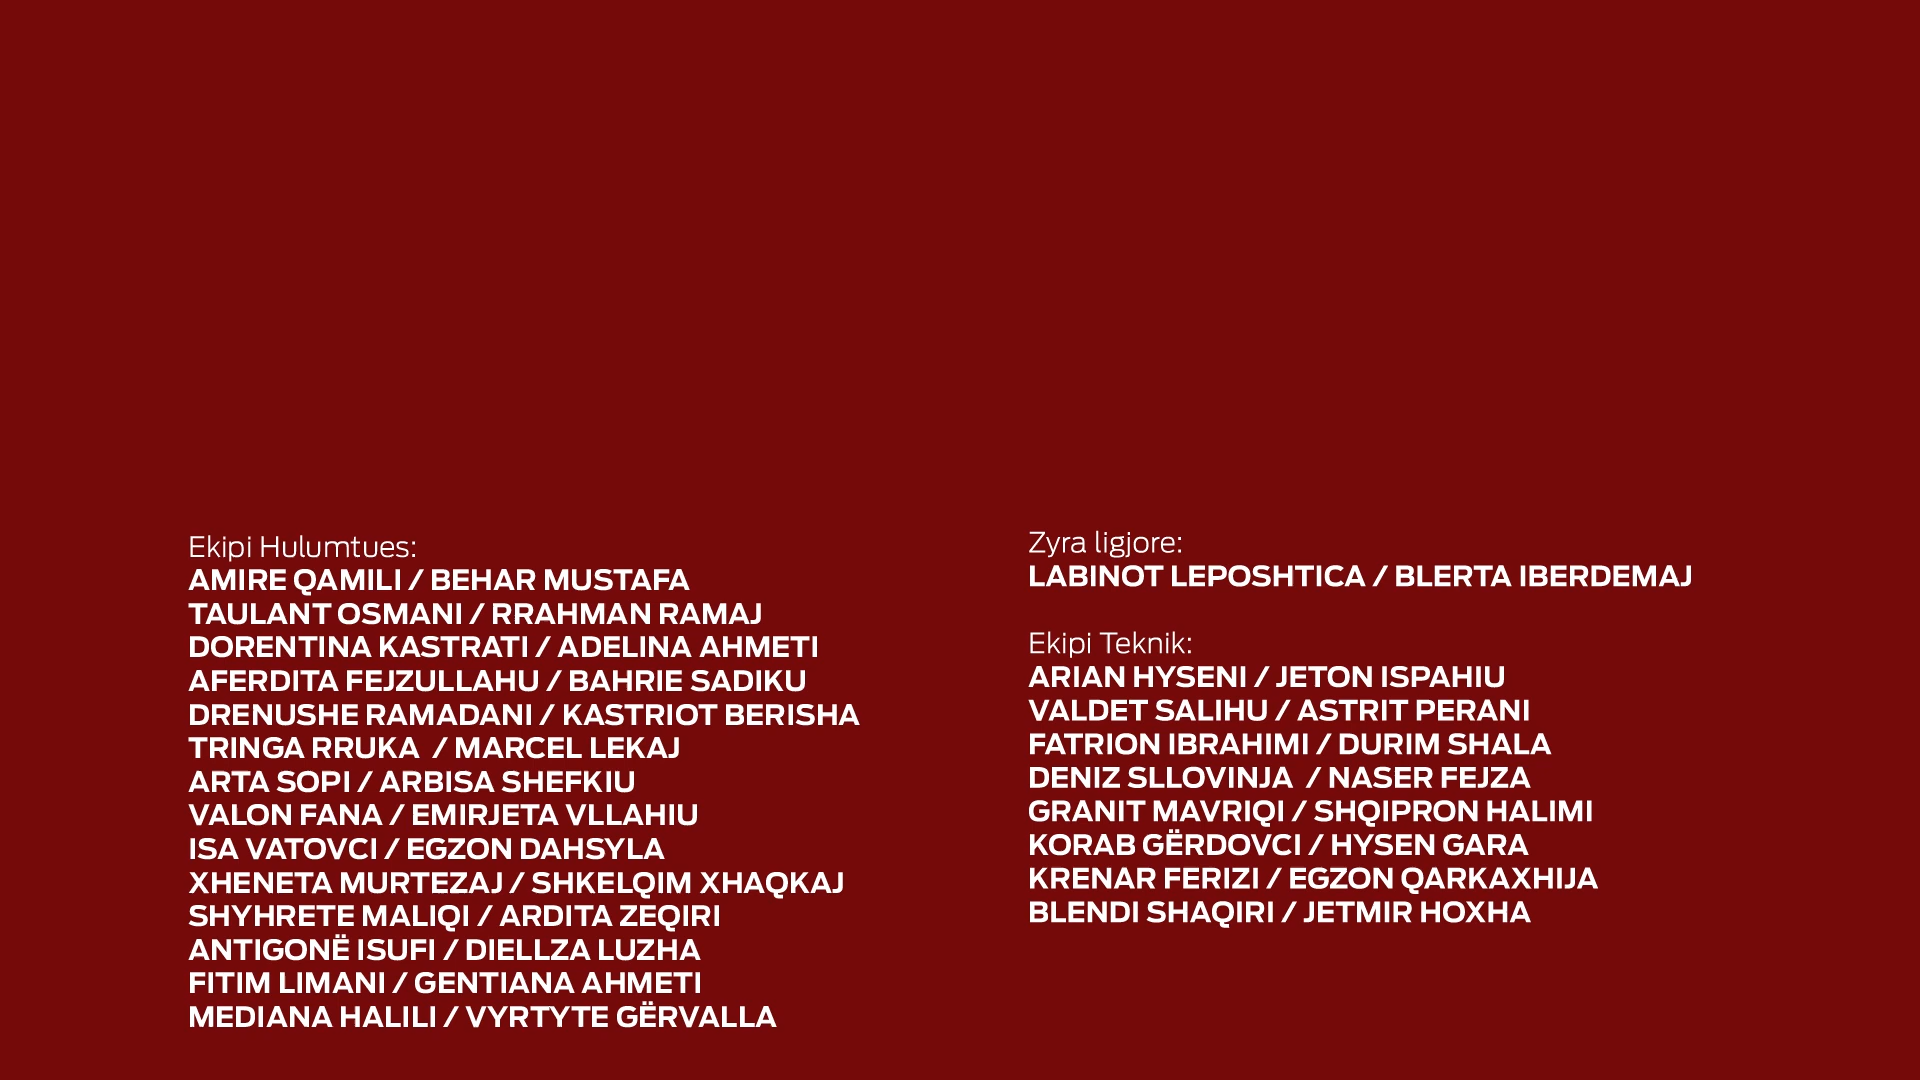 Ekipi Hulumtues:
AMIRE QAMILI / BEHAR MUSTAFA
TAULANT OSMANI / RRAHMAN RAMAJ
DORENTINA KASTRATI / ADELINA AHMETI
AFERDITA FEJZULLAHU / BAHRIE SADIKU
DRENUSHE RAMADANI / KASTRIOT BERISHA
TRINGA RRUKA / MARCEL LEKAJ
ARTA SOPI / ARBISA SHEFKIU
VALON FANA / EMIRJETA VLLAHIU
ISA VATOVCI / EGZON DAHSYLA
XHENETA MURTEZAJ / SHKELQIM XHAQKAJ
SHYHRETE MALIQI / ARDITA ZEQIRI
ANTIGONË ISUFI / DIELLZA LUZHA
FITIM LIMANI / GENTIANA AHMETI
MEDIANA HALILI / VYRTYTE GËRVALLA
Zyra ligjore:
LABINOT LEPOSHTICA / BLERTA IBERDEMAJ
Ekipi Teknik:
ARIAN HYSENI / JETON ISPAHIU
VALDET SALIHU / ASTRIT PERANI
FATRION IBRAHIMI / DURIM SHALA
DENIZ SLLOVINJA / NASER FEJZA
GRANIT MAVRIQI / SHQIPRON HALIMI
KORAB GËRDOVCI / HYSEN GARA
KRENAR FERIZI / EGZON QARKAXHIJA
BLENDI SHAQIRI / JETMIR HOXHA